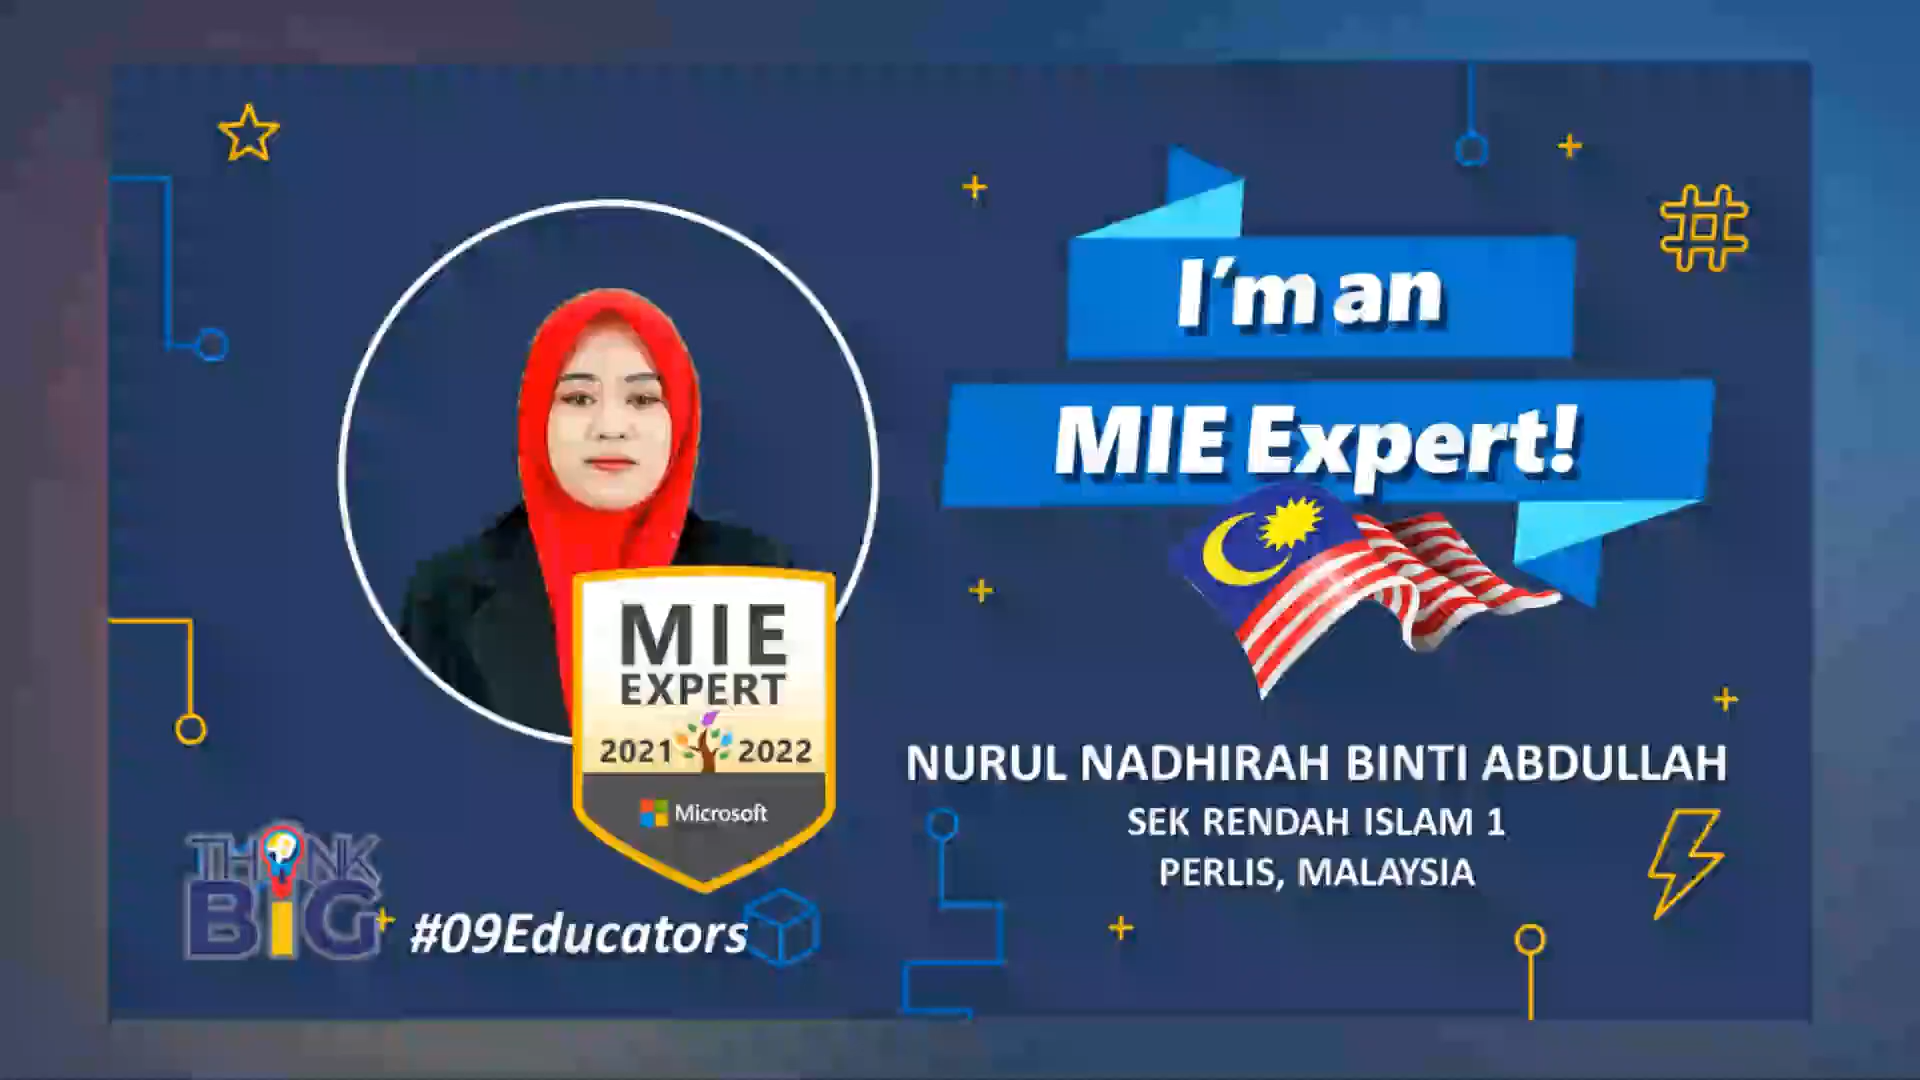 I'm an
MIE Expert!
MIE
EXPERT
2021 2022
Microsoft
NURUL NADHIRAH BINTI ABDULLAH
SEK RENDAH ISLAM 1
PERLIS, MALAYSIA
THINK
BIG
#09Educators